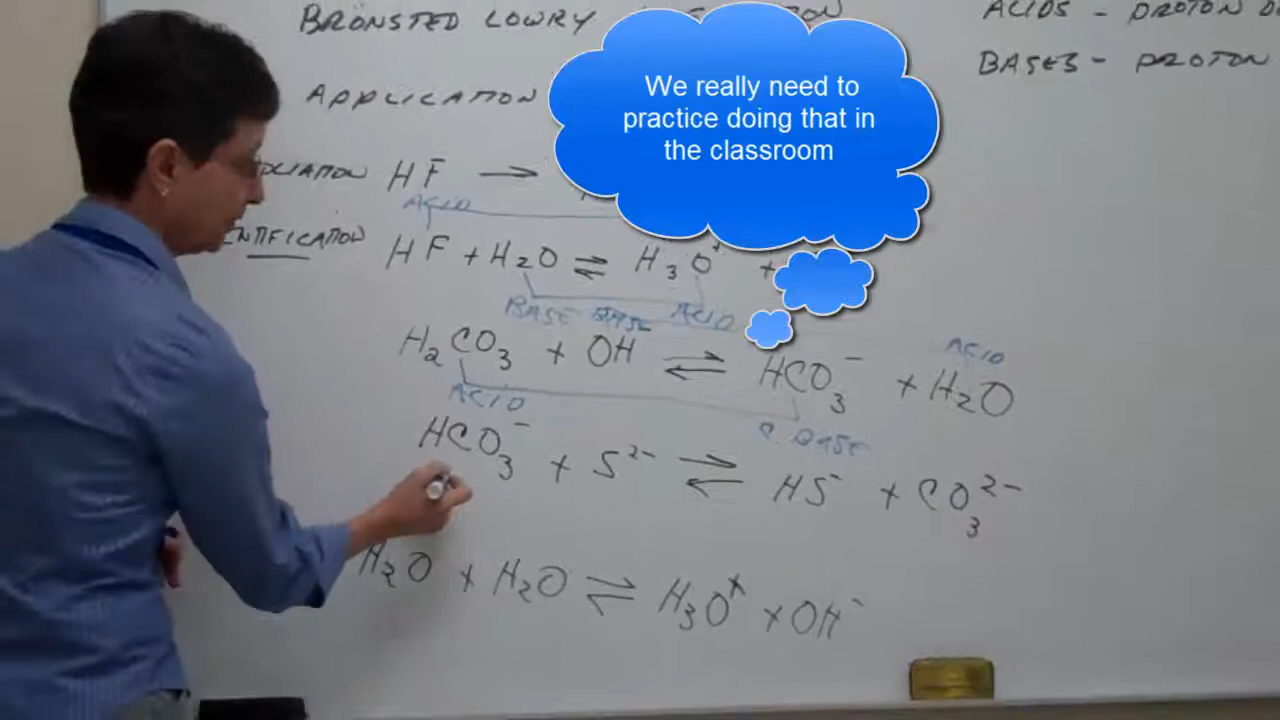 BRONSTED LOWRY
ACIDS - PROTON
BASES - PROTON
APPLICATION
We really need to
practice doing that in
the classroom
HF →
ACID
HF + H₂O ⇌ H₃O⁺ +
BASE BASE ACID
ACID
H₂CO₃ + OH ⇌ HCO₃⁻ + H₂O
ACID C BASE
HCO₃⁻ + S²⁻ ⇌ HS⁻ + CO₃²⁻
H₂O + H₂O ⇌ H₃O⁺ + OH⁻